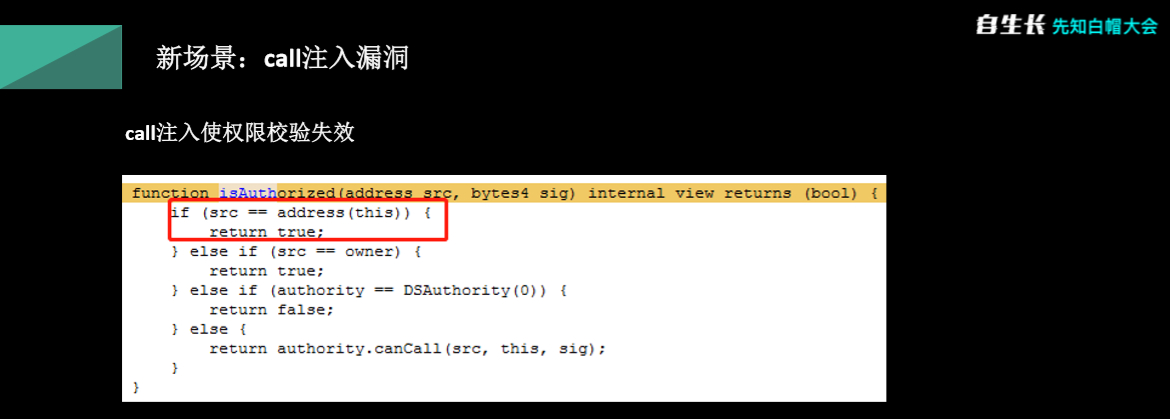 自生长 先知白帽大会
新场景：call注入漏洞
call注入使权限校验失效
function isAuthorized(address src, bytes4 sig) internal view returns (bool) {
    if (src == address(this)) {
        return true;
    } else if (src == owner) {
        return true;
    } else if (authority == DSAuthority(0)) {
        return false;
    } else {
        return authority.canCall(src, this, sig);
    }
}